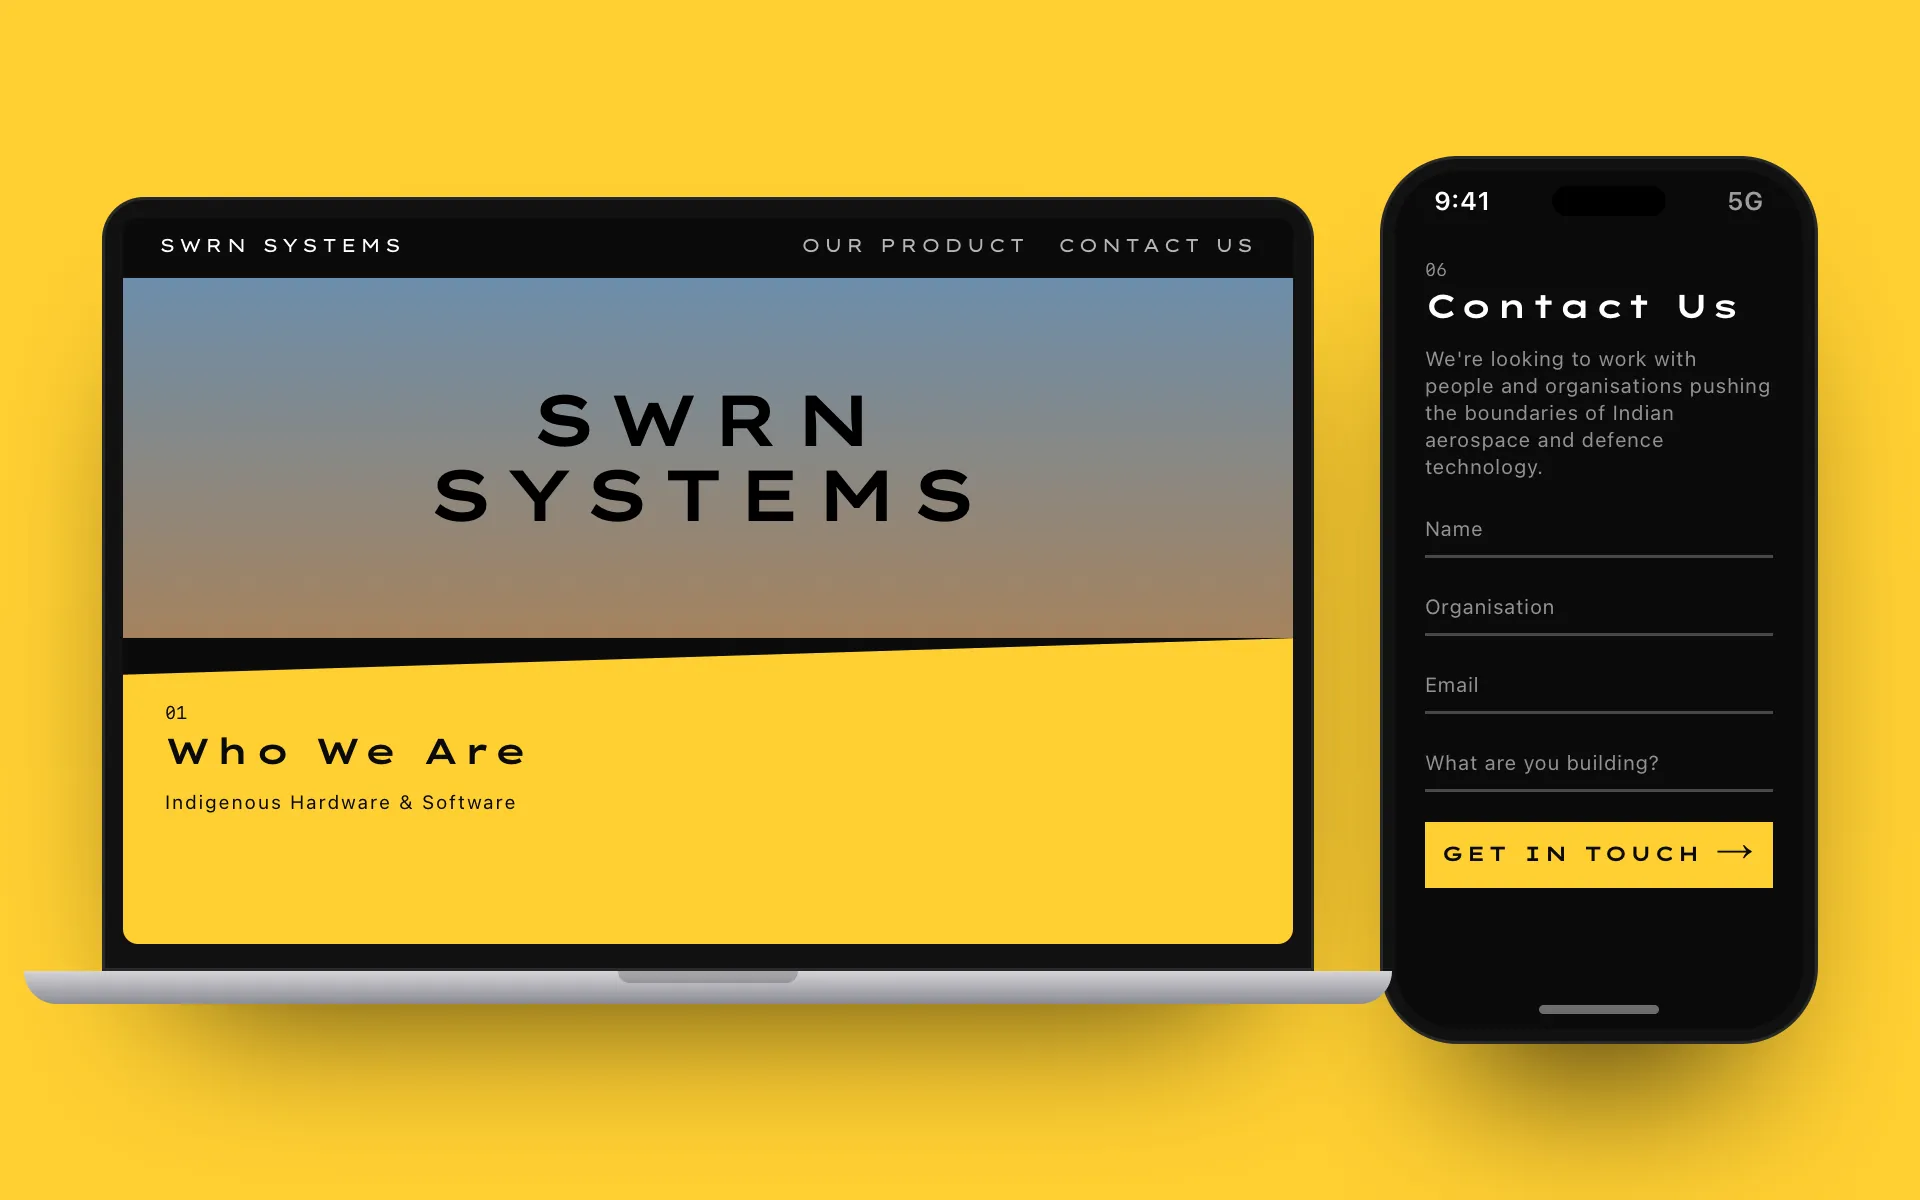 SWRN SYSTEMS
OUR PRODUCT
CONTACT US
SWRN
SYSTEMS
01
Who We Are
Indigenous Hardware & Software
9:41
5G
06
Contact Us
We're looking to work with
people and organisations pushing
the boundaries of Indian
aerospace and defence
technology.
Name
Organisation
Email
What are you building?
GET IN TOUCH →